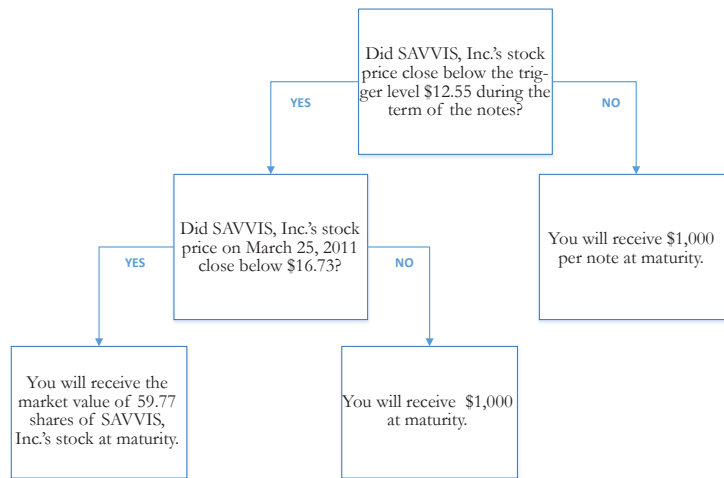 Did SAVVIS, Inc.'s stock
price close below the trig-
ger level $12.55 during the
term of the notes?
YES
NO
Did SAVVIS, Inc.'s stock
price on March 25, 2011
close below $16.73?
You will receive $1,000
per note at maturity.
YES
NO
You will receive the
market value of 59.77
shares of SAVVIS,
Inc.'s stock at maturity.
You will receive $1,000
at maturity.